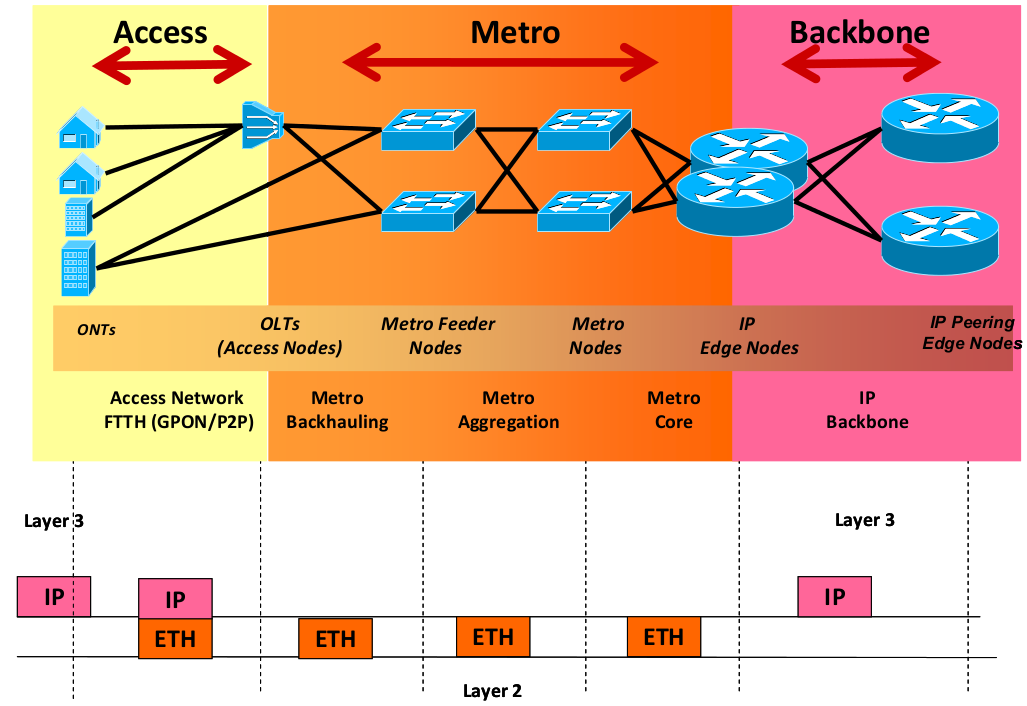 Access
Metro
Backbone
ONTs
OLTs
(Access Nodes)
Metro Feeder
Nodes
Metro
Nodes
IP
Edge Nodes
IP Peering
Edge Nodes
Access Network
FTTH (GPON/P2P)
Metro
Backhauling
Metro
Aggregation
Metro
Core
IP
Backbone
Layer 3
Layer 3
IP
IP
IP
ETH
ETH
ETH
ETH
Layer 2